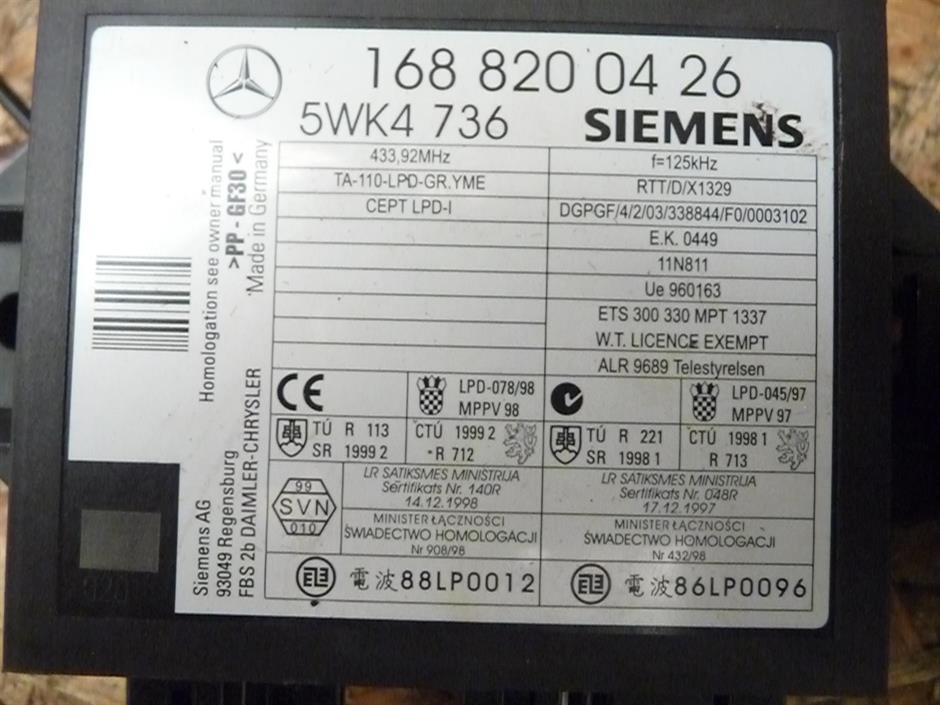 168 820 04 26
5WK4 736
SIEMENS
433,92MHz
TA-110-LPD-GR.YME
CEPT LPD-I
f=125kHz
RTT/D/X1329
DGPGF/4/2/03/338844/F0/0003102
E.K. 0449
11N811
Ue 960163
ETS 300 330 MPT 1337
W.T. LICENCE EXEMPT
ALR 9689 Telestyrelsen
CE
LPD-078/98
MPPV 98
LPD-045/97
MPPV 97
TÚ R 113
SR 1999 2
ČTÚ 1999 2
R 712
TÚ R 221
SR 1998 1
ČTÚ 1998 1
R 713
99
SVN
010
LR SATIKSMES MINISTRIJA
Sertifikats Nr. 140R
14.12.1998
MINISTER ŁĄCZNOŚCI
ŚWIADECTWO HOMOLOGACJI
Nr 908/98
LR SATIKSMES MINISTRIJA
Sertifikats Nr. 048R
17.12.1997
MINISTER ŁĄCZNOŚCI
ŚWIADECTWO HOMOLOGACJI
Nr 432/98
電波88LP0012
電波86LP0096
Homologation see owner manual
>PP-GF30<
Made in Germany
Siemens AG
93049 Regensburg
FBS 2b DAIMLER-CHRYSLER